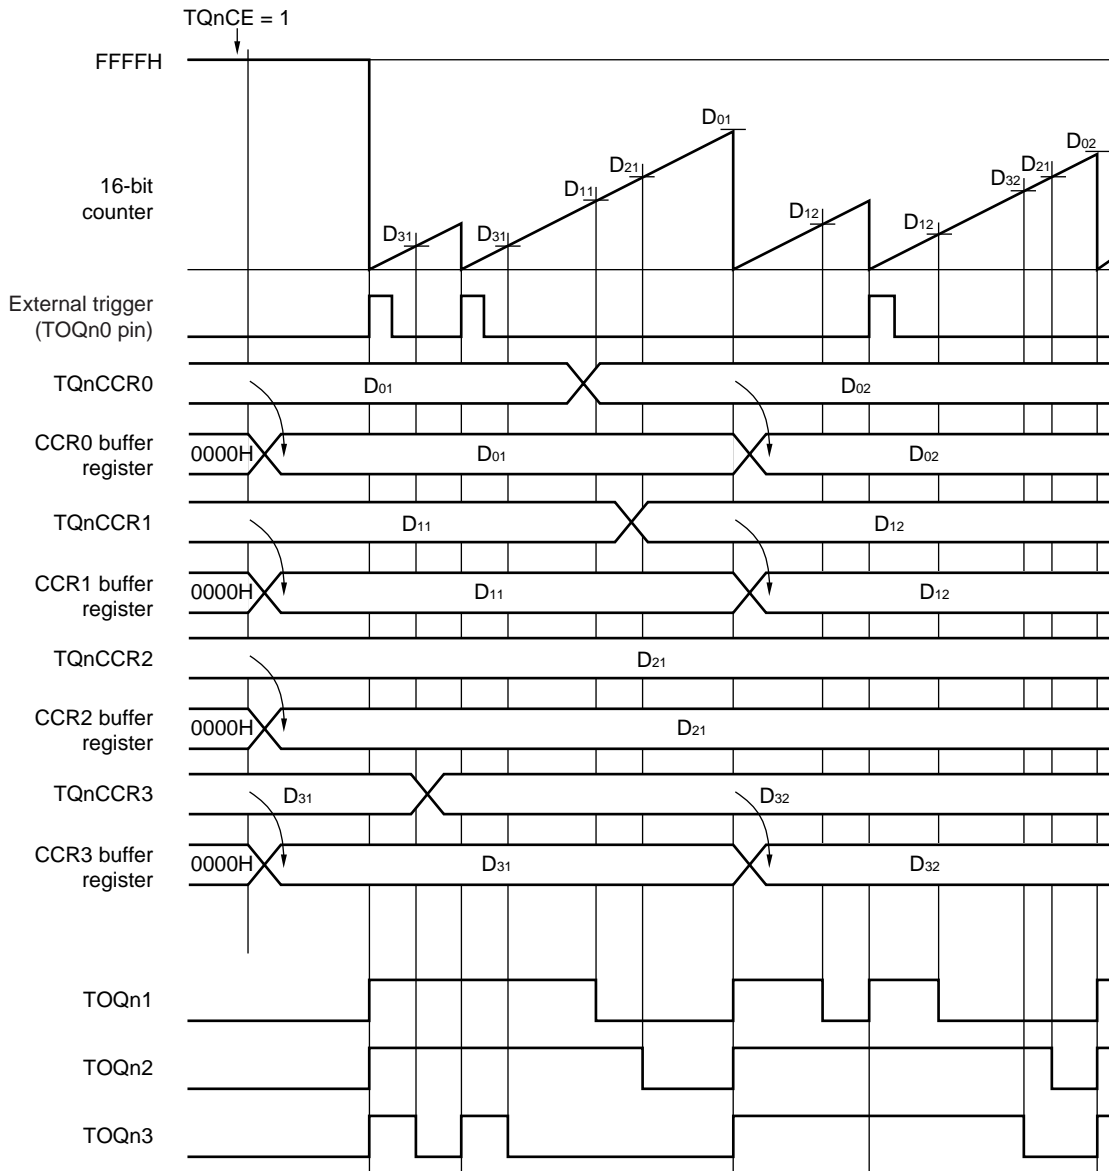 TQnCE = 1
FFFFH
D01
D02
D21
D21
D11
D32
16-bit
counter
D31
D31
D12
D12
External trigger
(TOQn0 pin)
TQnCCR0
D01
D02
CCR0 buffer
register
0000H
D01
D02
TQnCCR1
D11
D12
CCR1 buffer
register
0000H
D11
D12
TQnCCR2
D21
CCR2 buffer
register
0000H
D21
TQnCCR3
D31
D32
CCR3 buffer
register
0000H
D31
D32
TOQn1
TOQn2
TOQn3